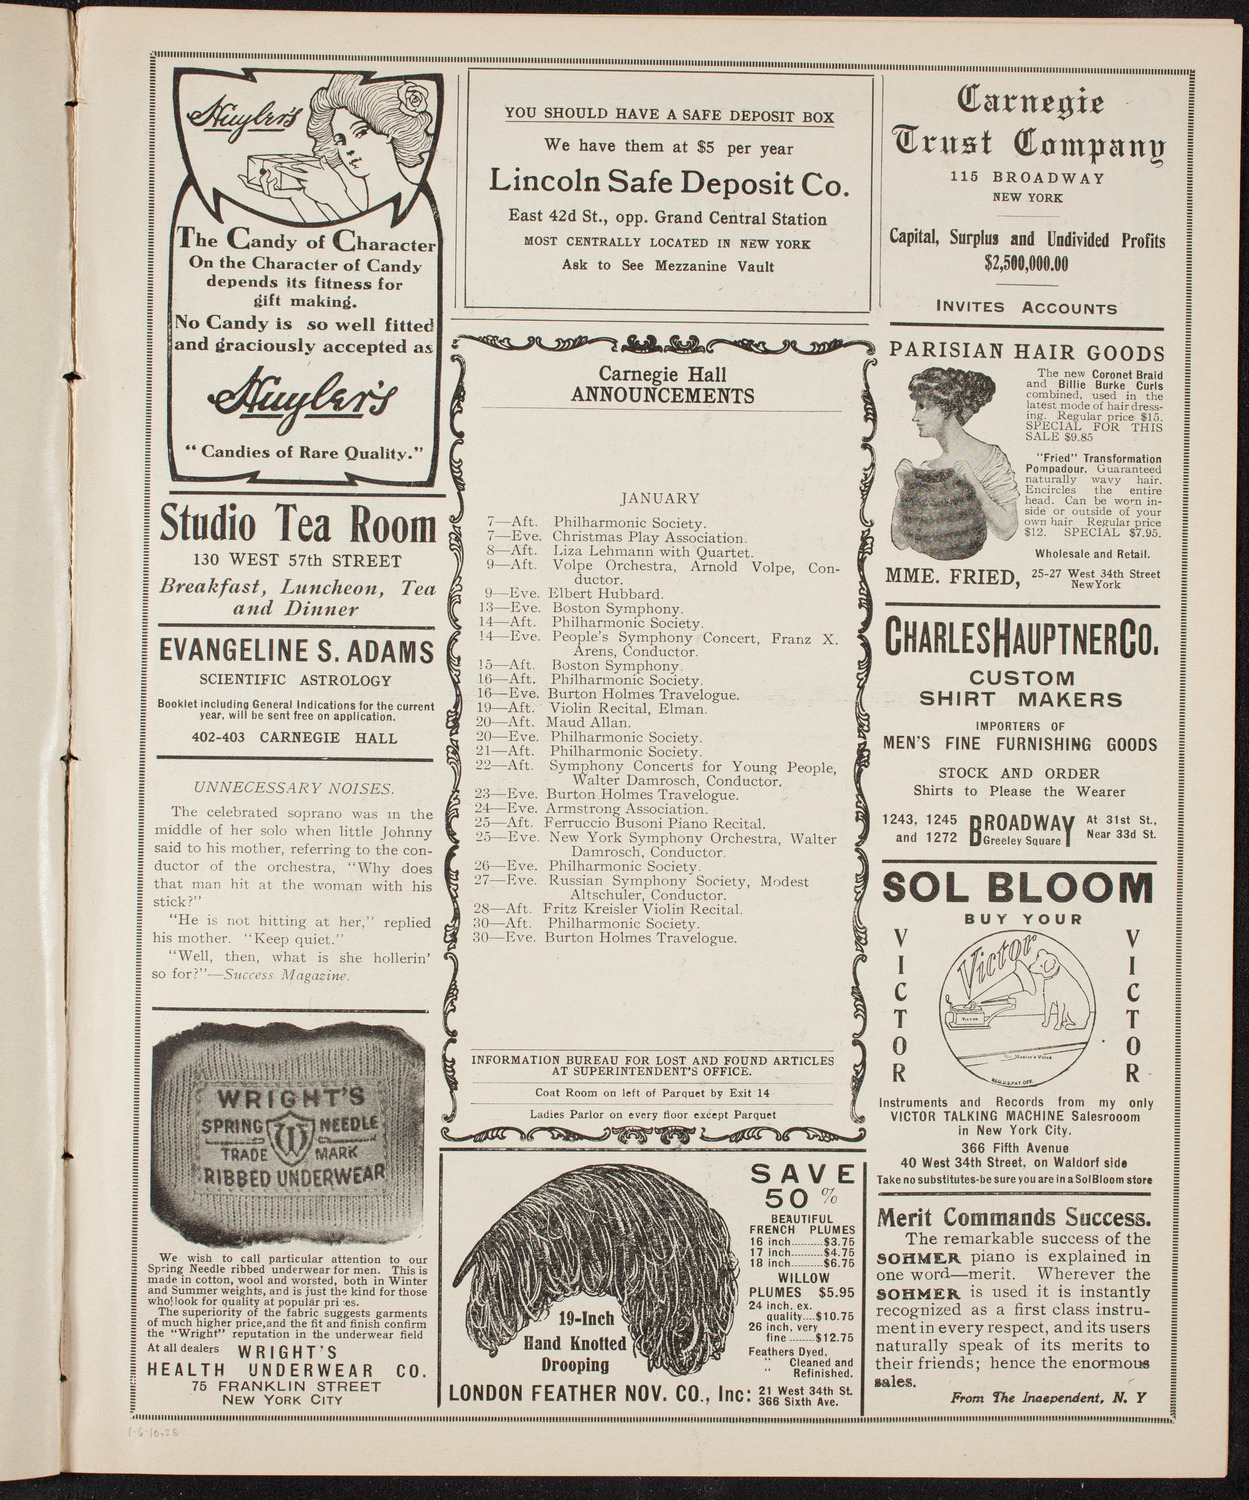 Huyler's
The Candy of Character
On the Character of Candy
depends its fitness for
gift making.
No Candy is so well fitted
and graciously accepted as
Huyler's
"Candies of Rare Quality."
Studio Tea Room
130 WEST 57th STREET
Breakfast, Luncheon, Tea
and Dinner
EVANGELINE S. ADAMS
SCIENTIFIC ASTROLOGY
Booklet including General Indications for the current
year, will be sent free on application.
402-403 CARNEGIE HALL
UNNECESSARY NOISES.
The celebrated soprano was in the
middle of her solo when little Johnny
said to his mother, referring to the con-
ductor of the orchestra, "Why does
that man hit at the woman with his
stick?"
"He is not hitting at her," replied
his mother. "Keep quiet."
"Well, then, what is she hollerin'
so for?"—Success Magazine.
WRIGHT'S
SPRING NEEDLE
TRADE MARK
RIBBED UNDERWEAR
We wish to call particular attention to our
Spring Needle ribbed underwear for men. This is
made in cotton, wool and worsted, both in Winter
and Summer weights, and is just the kind for those
who look for quality at popular pri es.
The superiority of the fabric suggests garments
of much higher price, and the fit and finish confirm
the "Wright" reputation in the underwear field
At all dealers WRIGHT'S
HEALTH UNDERWEAR CO.
75 FRANKLIN STREET
NEW YORK CITY
YOU SHOULD HAVE A SAFE DEPOSIT BOX
We have them at $5 per year
Lincoln Safe Deposit Co.
East 42d St., opp. Grand Central Station
MOST CENTRALLY LOCATED IN NEW YORK
Ask to See Mezzanine Vault
Carnegie Hall
ANNOUNCEMENTS
JANUARY
7—Aft. Philharmonic Society.
7—Eve. Christmas Play Association.
8—Aft. Liza Lehmann with Quartet.
9—Aft. Volpe Orchestra, Arnold Volpe, Con-
ductor.
9—Eve. Elbert Hubbard.
13—Eve. Boston Symphony.
14—Aft. Philharmonic Society.
14—Eve. People's Symphony Concert, Franz X.
Arens, Conductor.
15—Aft. Boston Symphony.
16—Aft. Philharmonic Society.
16—Eve. Burton Holmes Travelogue.
19—Aft. Violin Recital, Elman.
20—Aft. Maud Allan.
20—Eve. Philharmonic Society.
21—Aft. Philharmonic Society.
22—Aft. Symphony Concerts for Young People,
Walter Damrosch, Conductor.
23—Eve. Burton Holmes Travelogue.
24—Eve. Armstrong Association.
25—Aft. Ferruccio Busoni Piano Recital.
25—Eve. New York Symphony Orchestra, Walter
Damrosch, Conductor.
26—Eve. Philharmonic Society.
27—Eve. Russian Symphony Society, Modest
Altschuler, Conductor.
28—Aft. Fritz Kreisler Violin Recital.
30—Aft. Philharmonic Society.
30—Eve. Burton Holmes Travelogue.
INFORMATION BUREAU FOR LOST AND FOUND ARTICLES
AT SUPERINTENDENT'S OFFICE.
Coat Room on left of Parquet by Exit 14
Ladies Parlor on every floor except Parquet
19-Inch
Hand Knotted
Drooping
SAVE
50 %
BEAUTIFUL
FRENCH PLUMES
16 inch..........$3.75
17 inch..........$4.75
18 inch..........$6.75
WILLOW
PLUMES $5.95
24 inch, ex.
quality....$10.75
26 inch, very
fine .......$12.75
Feathers Dyed,
" Cleaned and
" Refinished.
LONDON FEATHER NOV. CO., Inc: 21 West 34th St.
366 Sixth Ave.
Carnegie
Trust Company
115 BROADWAY
NEW YORK
Capital, Surplus and Undivided Profits
$2,500,000.00
INVITES ACCOUNTS
PARISIAN HAIR GOODS
The new Coronet Braid
and Billie Burke Curls
combined, used in the
latest mode of hair dress-
ing. Regular price $15.
SPECIAL FOR THIS
SALE $9.85
"Fried" Transformation
Pompadour. Guaranteed
naturally wavy hair.
Encircles the entire
head. Can be worn in-
side or outside of your
own hair Regular price
$12. SPECIAL $7.95.
Wholesale and Retail.
MME. FRIED, 25-27 West 34th Street
New York
CHARLES HAUPTNER CO.
CUSTOM
SHIRT MAKERS
IMPORTERS OF
MEN'S FINE FURNISHING GOODS
STOCK AND ORDER
Shirts to Please the Wearer
1243, 1245 and 1272 BROADWAY Greeley Square At 31st St., Near 33d St.
SOL BLOOM
BUY YOUR
VICTOR
Victor
Victor
His Master's Voice
REG. U.S. PAT. OFF.
VICTOR
Instruments and Records from my only
VICTOR TALKING MACHINE Salesrooom
in New York City.
366 Fifth Avenue
40 West 34th Street, on Waldorf side
Take no substitutes-be sure you are in a Sol Bloom store
Merit Commands Success.
The remarkable success of the
SOHMER piano is explained in
one word—merit. Wherever the
SOHMER is used it is instantly
recognized as a first class instru-
ment in every respect, and its users
naturally speak of its merits to
their friends; hence the enormous
sales.
From The Independent, N. Y
1-6-10.25